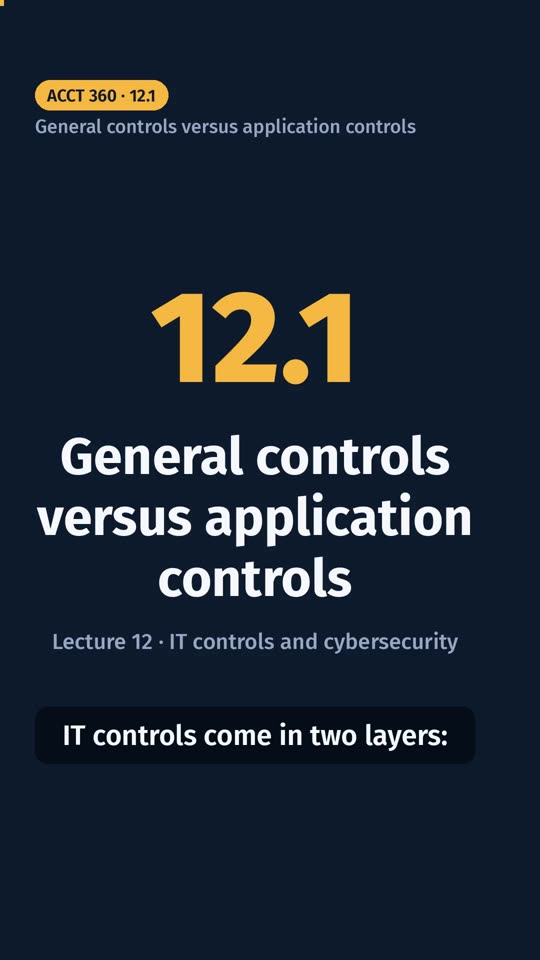 ACCT 360 · 12.1
General controls versus application controls
12.1
General controls
versus application
controls
Lecture 12 · IT controls and cybersecurity
IT controls come in two layers: